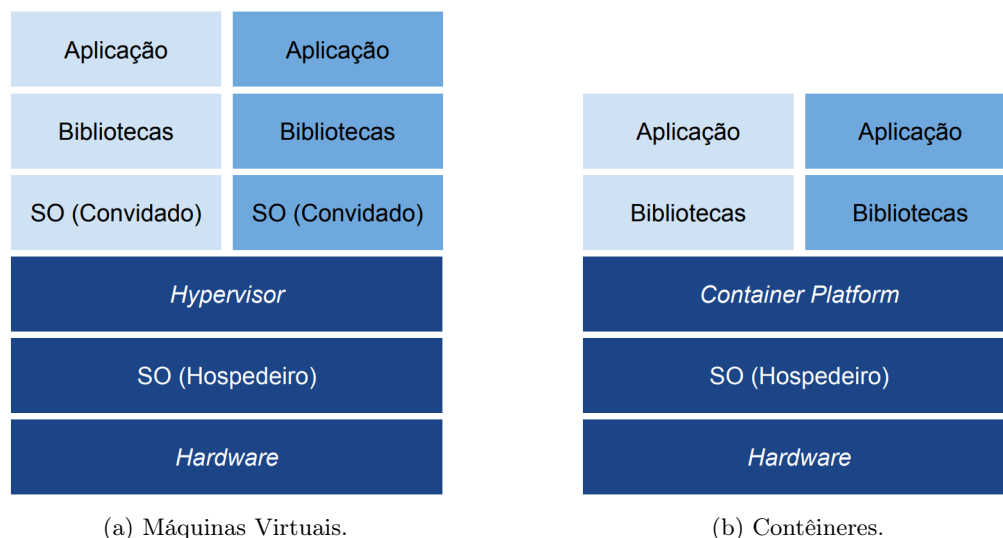 Aplicação
Aplicação
Bibliotecas
Bibliotecas
SO (Convidado)
SO (Convidado)
Hypervisor
SO (Hospedeiro)
Hardware
(a) Máquinas Virtuais.
Aplicação
Aplicação
Bibliotecas
Bibliotecas
Container Platform
SO (Hospedeiro)
Hardware
(b) Contêineres.